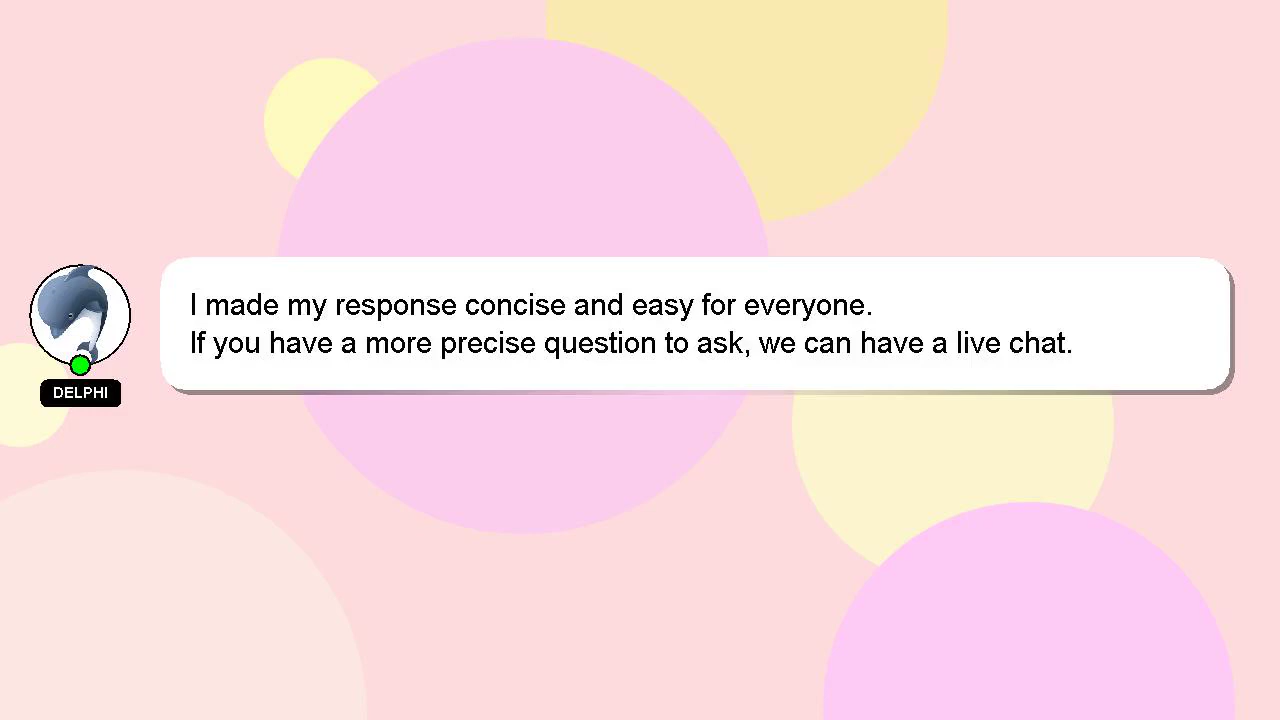 I made my response concise and easy for everyone.
If you have a more precise question to ask, we can have a live chat.
DELPHI